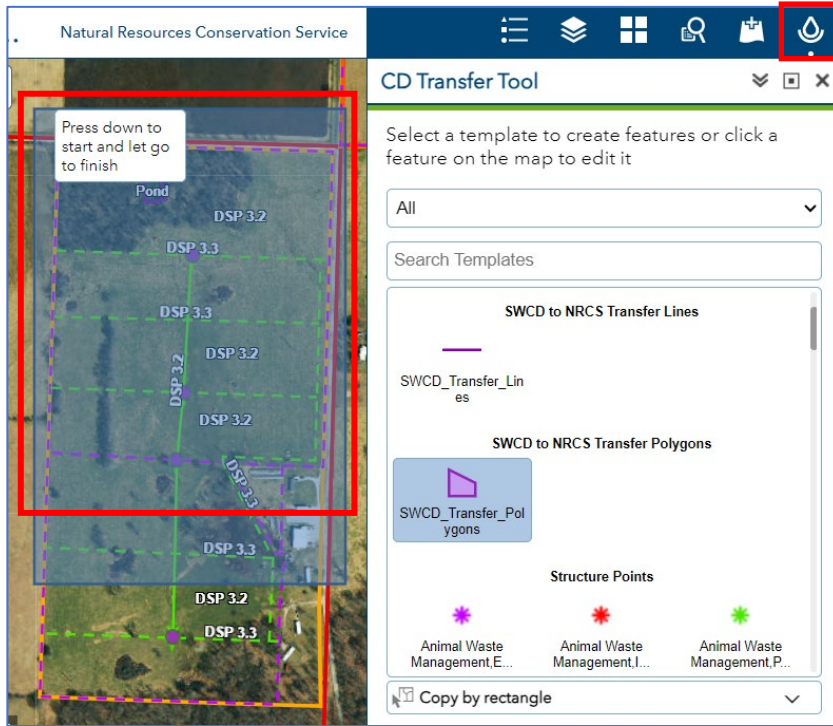 Natural Resources Conservation Service
CD Transfer Tool
Press down to
start and let go
to finish
Pond
DSP 3.2
DSP 3.3
DSP 3.3
DSP 3.2
DSP 3.2
DSP 3.2
DSP 3.3
DSP 3.3
DSP 3.2
DSP 3.3
Select a template to create features or click a
feature on the map to edit it
All
Search Templates
SWCD to NRCS Transfer Lines
SWCD_Transfer_Lin
es
SWCD to NRCS Transfer Polygons
SWCD_Transfer_Pol
ygons
Structure Points
Animal Waste
Management,E...
Animal Waste
Management,I...
Animal Waste
Management,P...
Copy by rectangle